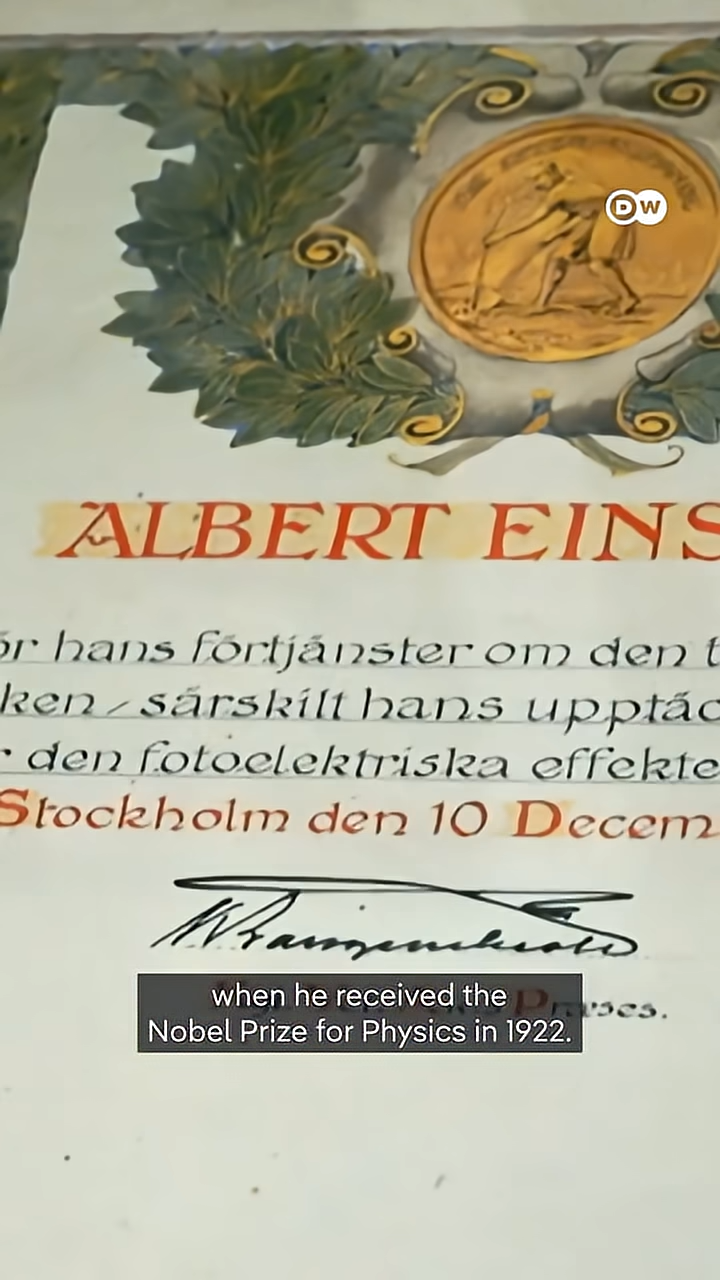 DW
ALBERT EINS
ör hans förtjänster om den t
ken, särskilt hans upptäc
r den fotoelektriska effekte
Stockholm den 10 Decem
Præses.
when he received the
Nobel Prize for Physics in 1922.